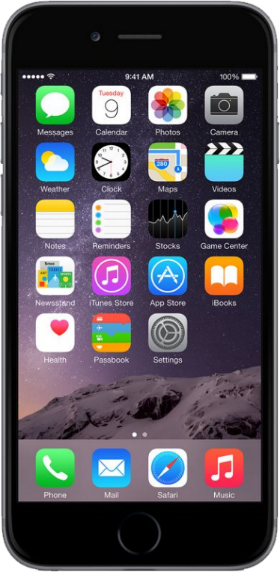 9:41 AM 100%
Tuesday
9
Messages Calendar Photos Camera
280
Weather Clock Maps Videos
Notes Reminders Stocks Game Center
Newsstand iTunes Store App Store iBooks
Health Passbook Settings
Phone Mail Safari Music